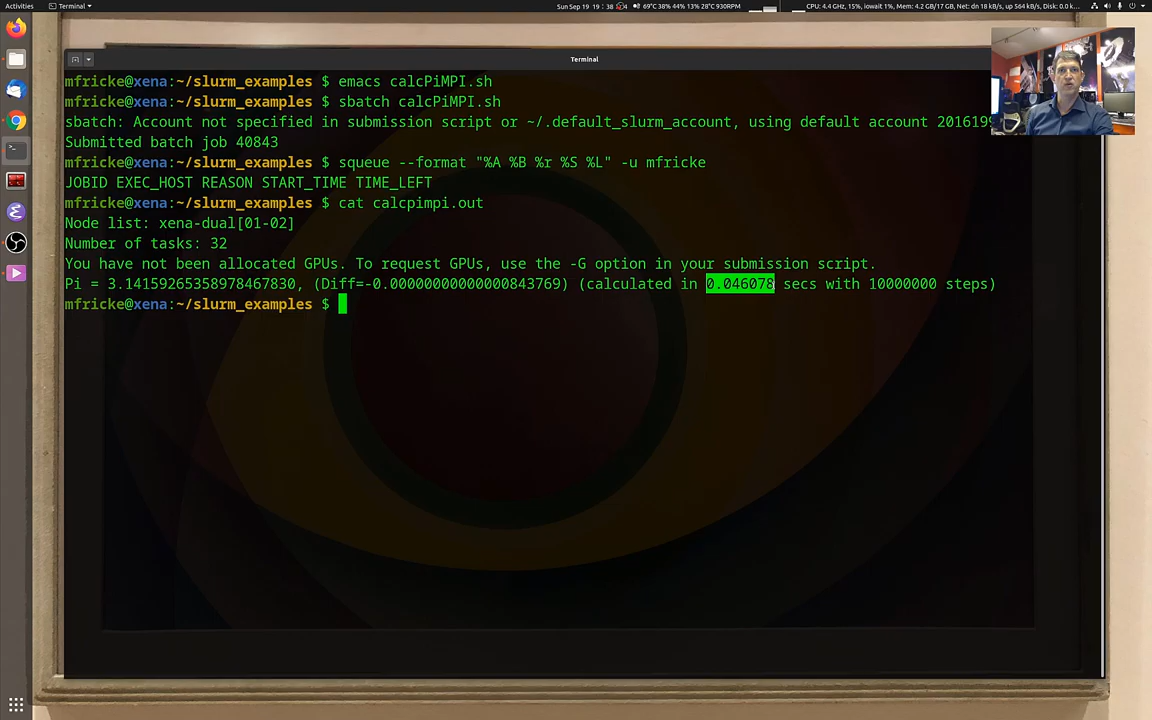 Activities
Terminal
Sun Sep 19 19:38
69°C 38% 44% 13% 28°C 930RPM
CPU: 4.4 GHz, 15%, iowait 1%, Mem: 4.2 GB/17 GB, Net: dn 18 kB/s, up 564 kB/s, Disk: 0.0 k...
Terminal
mfricke@xena:~/slurm_examples $ emacs calcPiMPI.sh
mfricke@xena:~/slurm_examples $ sbatch calcPiMPI.sh
sbatch: Account not specified in submission script or ~/.default_slurm_account, using default account 2016199
Submitted batch job 40843
mfricke@xena:~/slurm_examples $ squeue --format "%A %B %r %S %L" -u mfricke
JOBID EXEC_HOST REASON START_TIME TIME_LEFT
mfricke@xena:~/slurm_examples $ cat calcpimpi.out
Node list: xena-dual[01-02]
Number of tasks: 32
You have not been allocated GPUs. To request GPUs, use the -G option in your submission script.
Pi = 3.14159265358978467830, (Diff=-0.00000000000000843769) (calculated in 0.046078 secs with 10000000 steps)
mfricke@xena:~/slurm_examples $